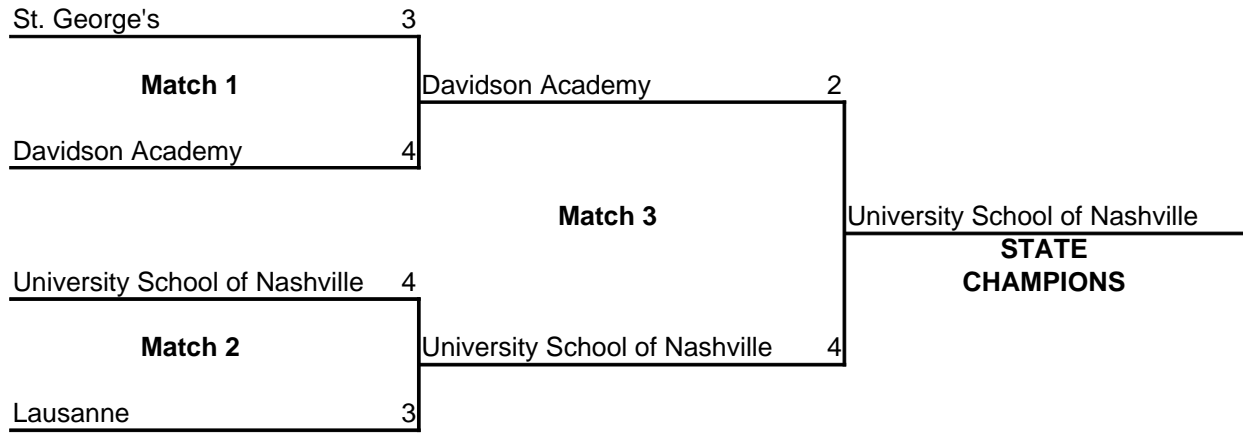 St. George's 3
Match 1
Davidson Academy 2
Davidson Academy 4
Match 3
University School of Nashville
STATE
CHAMPIONS
University School of Nashville 4
Match 2
University School of Nashville 4
Lausanne 3